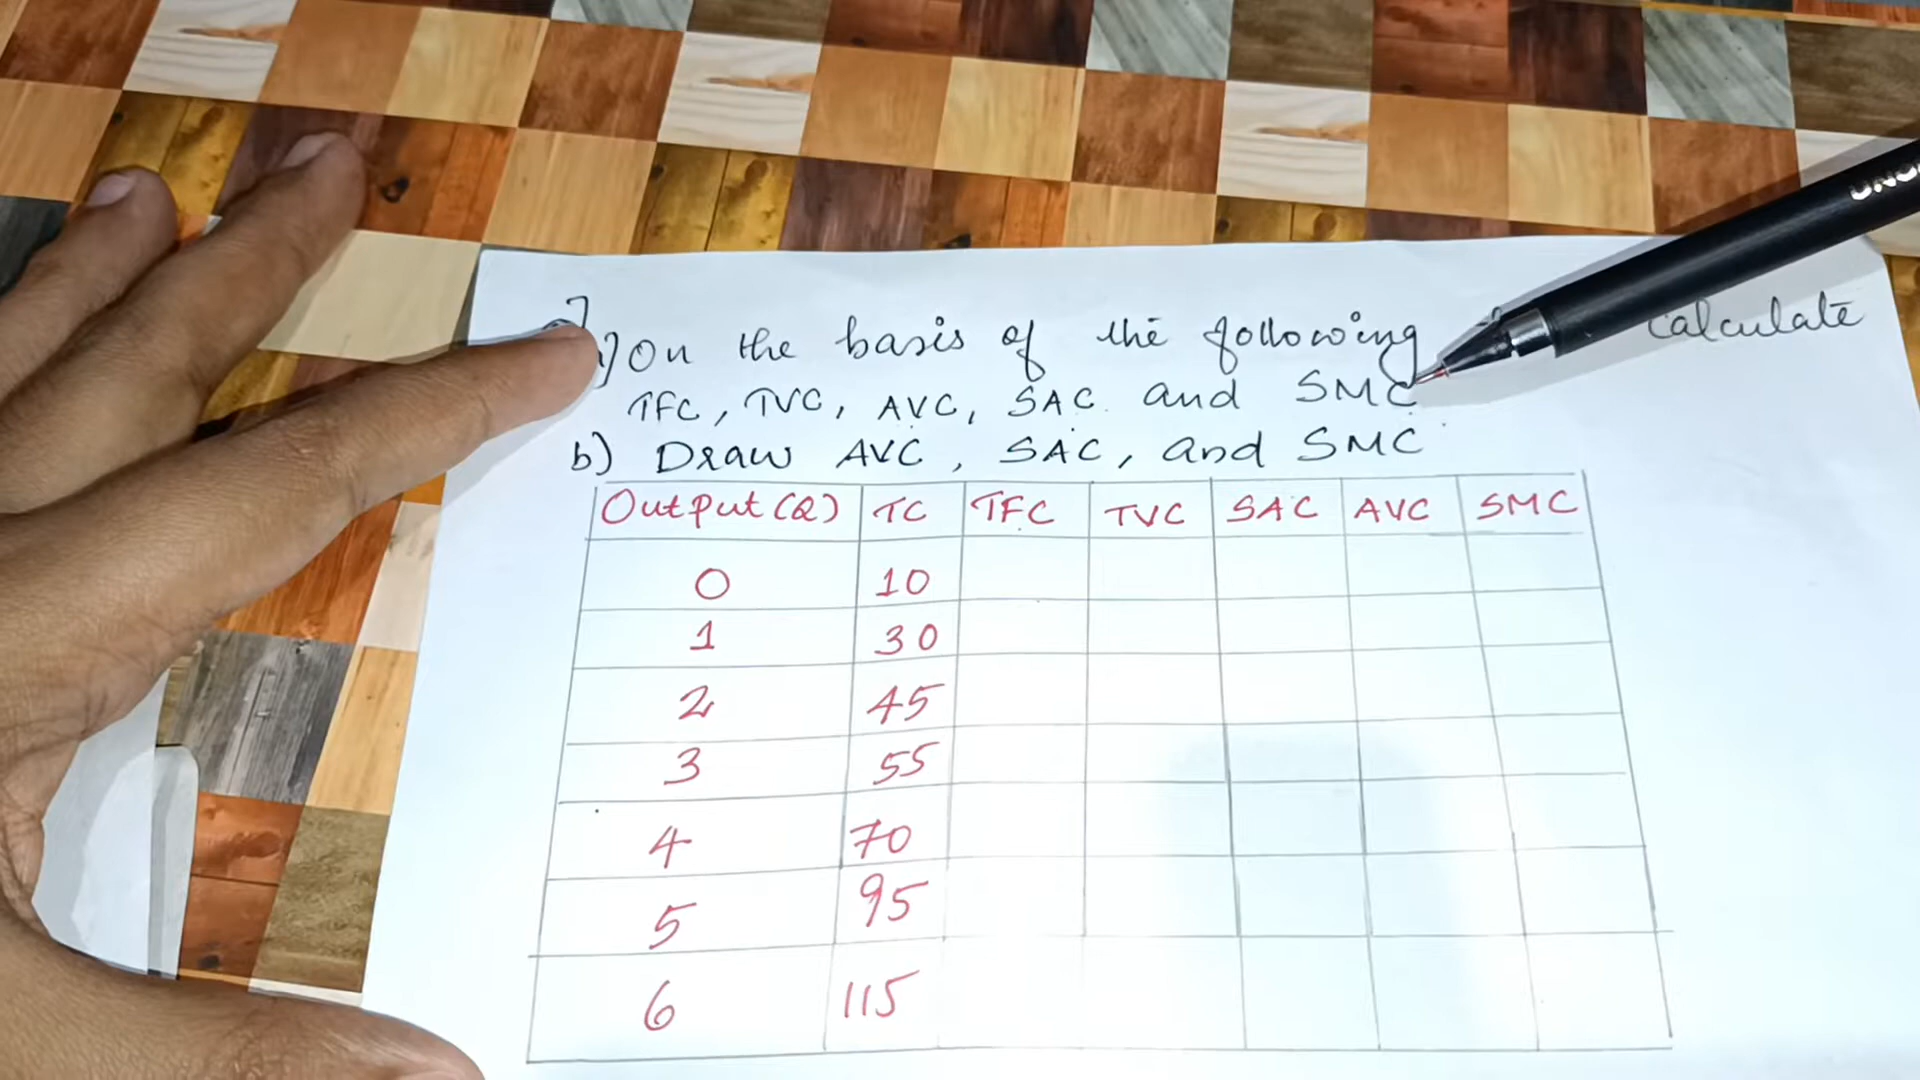 a) On the basis of the following calculate
TFC, TVC, AVC, SAC and SMC
b) Draw AVC, SAC, and SMC
Output(Q) TC TFC TVC SAC AVC SMC
0 10
1 30
2 45
3 55
4 70
5 95
6 115